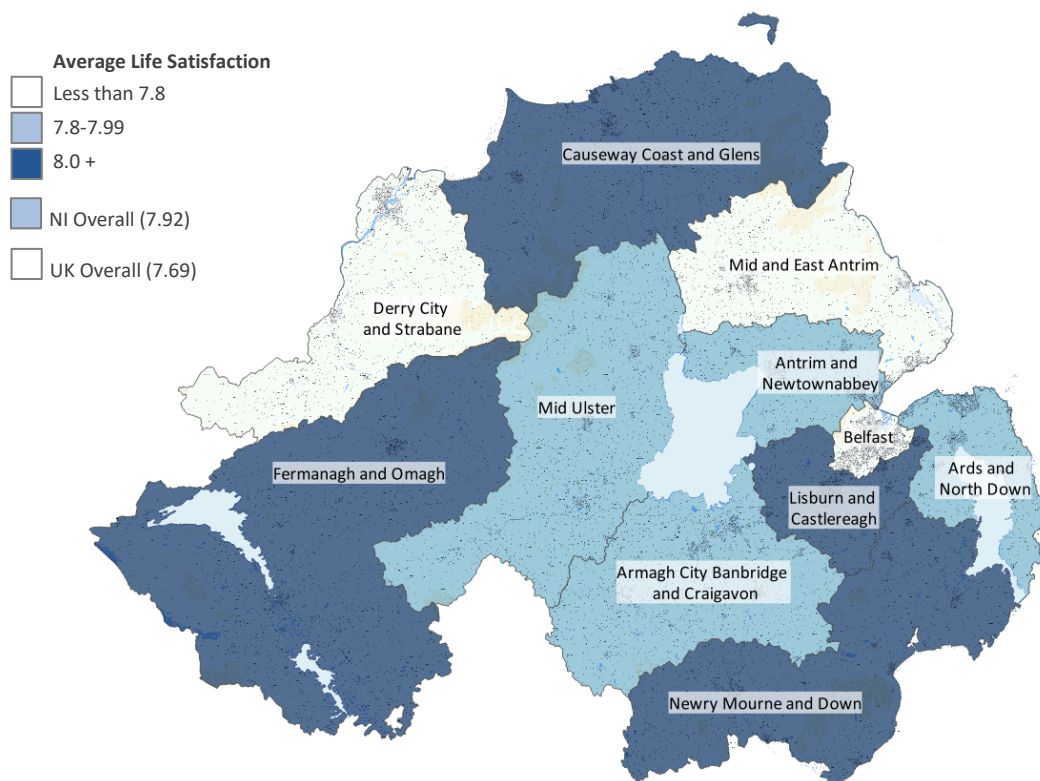 Average Life Satisfaction
Less than 7.8
7.8-7.99
8.0 +
NI Overall (7.92)
UK Overall (7.69)
Causeway Coast and Glens
Mid and East Antrim
Derry City
and Strabane
Antrim and
Newtownabbey
Mid Ulster
Belfast
Fermanagh and Omagh
Ards and
North Down
Lisburn and
Castlereagh
Armagh City Banbridge
and Craigavon
Newry Mourne and Down